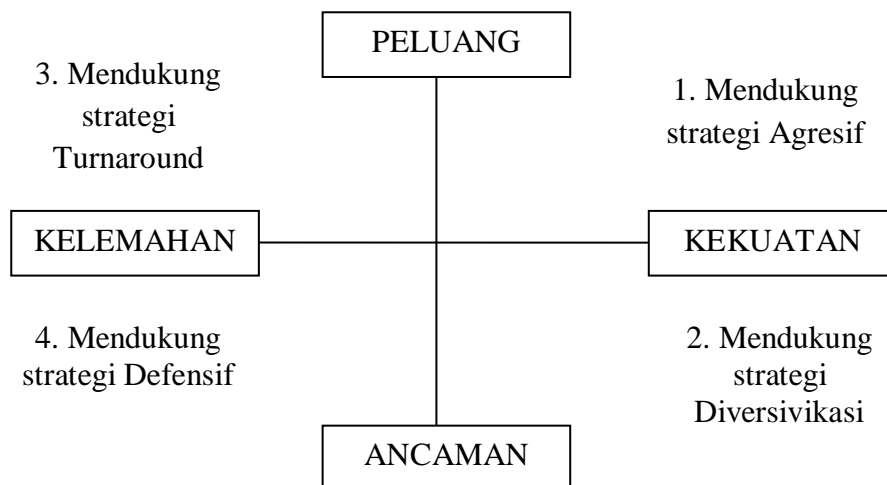 PELUANG
3. Mendukung
strategi
Turnaround
1. Mendukung
strategi Agresif
KELEMAHAN
KEKUATAN
4. Mendukung
strategi Defensif
2. Mendukung
strategi
Diversivikasi
ANCAMAN